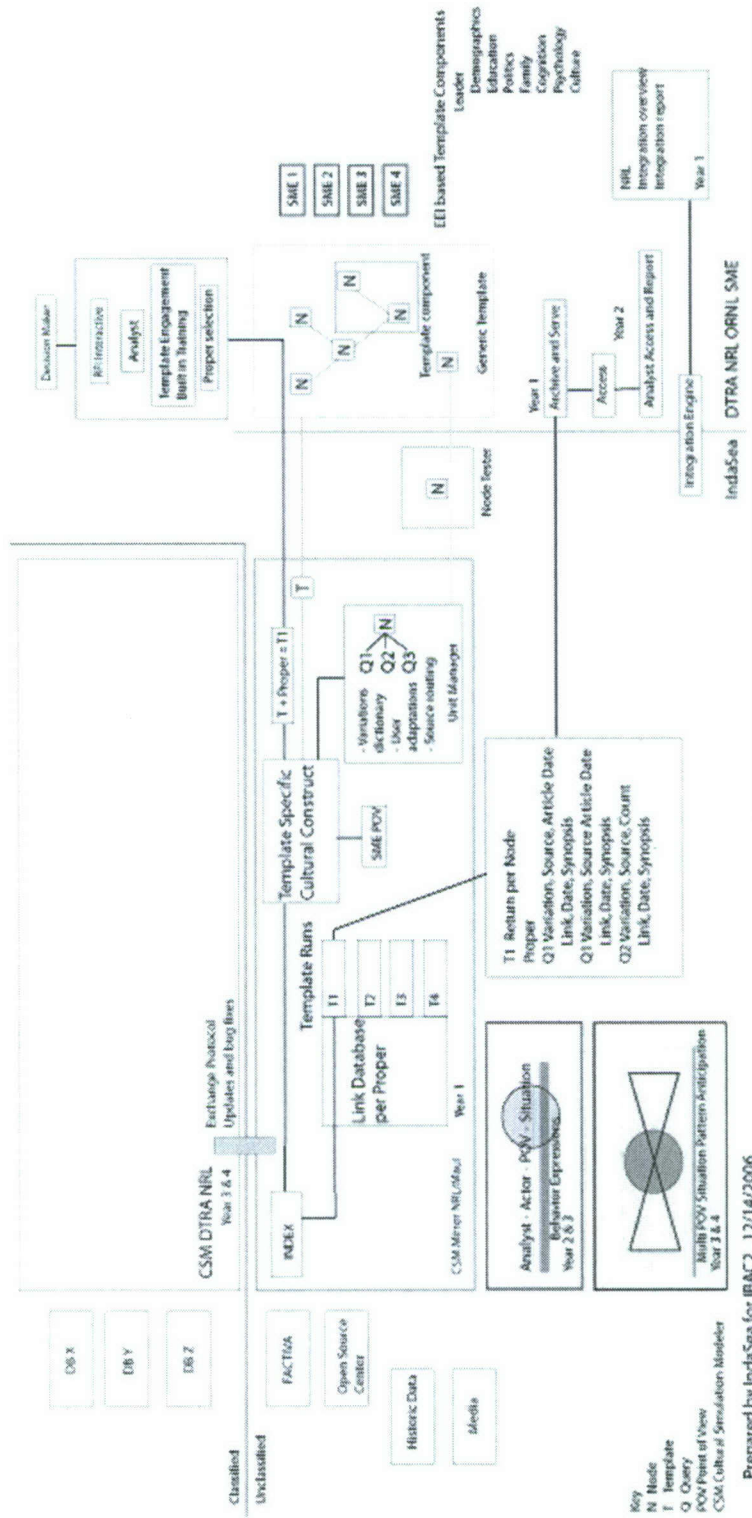 DB X
DB Y
DB Z
Classified
Unclassified
FACTIVA
Open Source
Center
Historic Data
Media
Key
N Node
T Template
Q Query
POV Point of View
CSM Cultural Simulation Modeler
Prepared by IndaSea for IBAC2 12/14/2006
CSM DTRA NRL
Year 3 & 4
Exchange Protocol
Updates and bug fixes
INDEX
Template Runs
Link Database
per Proper
T1
T2
T3
T4
Year 1
CSM Miner NRL/Maui
Template Specific
Cultural Construct
SME POV
T + Proper = T1
T
Q1
Q2
Q3
N
- Variations
dictionary
- User
adaptations
- Source routing
Unit Manager
Analyst - Actor - POV - Situation
Behavior Expressions
Year 2 & 3
Multi POV Situation Pattern Anticipation
Year 3 & 4
T1 Return per Node
Proper
Q1 Variation, Source, Article Date
Link, Date, Synopsis
Q1 Variation, Source Article Date
Link, Date, Synopsis
Q2 Variation, Source, Count
Link, Date, Synopsis
N
Node Tester
Decision Maker
RFI Interactive
Analyst
Template Engagement
Built in Training
Proper selection
N
N
N
N
N
Template component
N
Generic Template
SME 1
SME 2
SME 3
SME 4
EEI based Template Components
Leader
Demographics
Education
Politics
Family
Cognition
Psychology
Culture
Year 1
Archive and Serve
Access
Year 2
Analyst Access and Report
Integration Engine
NRL
Integration overview
Integration report
Year 1
IndaSea
DTRA NRL ORNL SME